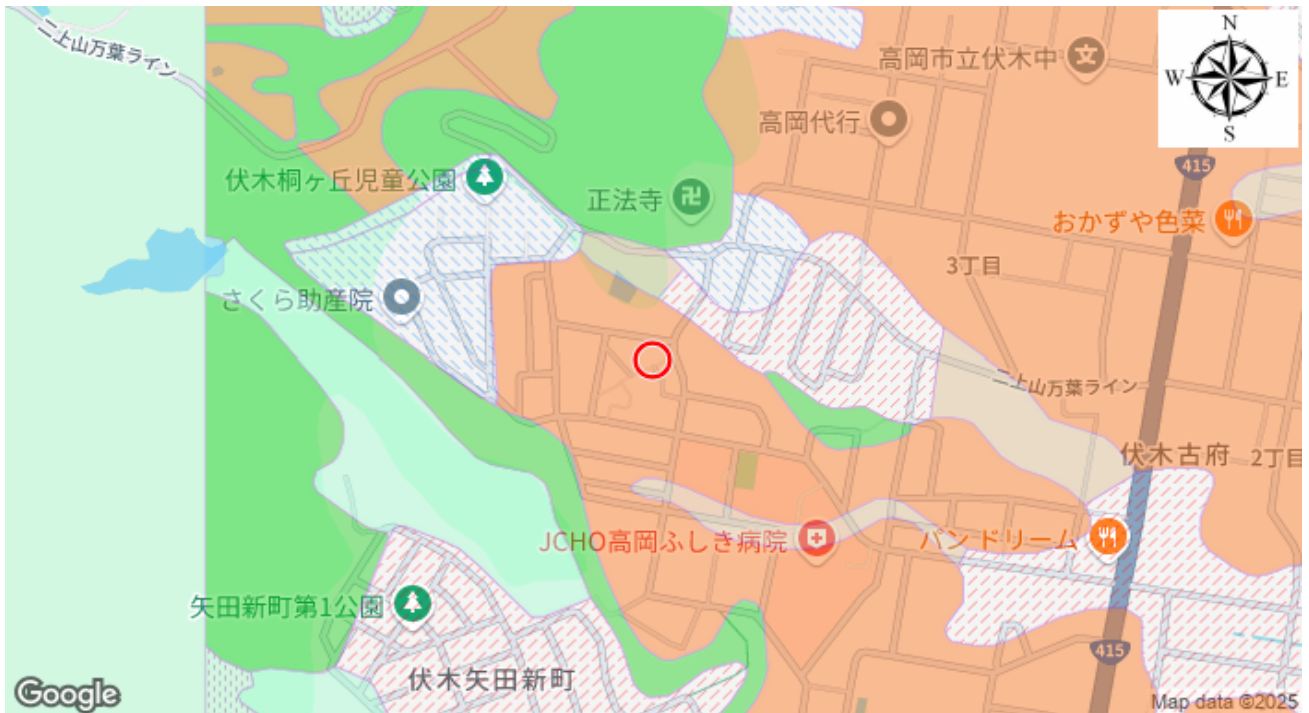 二上山万葉ライン
N
W
E
S
高岡市立伏木中
文
高岡代行
415
伏木桐ヶ丘児童公園
正法寺
卍
おかずや色菜
3丁目
さくら助産院
二上山万葉ライン
伏木古府
2丁目
JCHO高岡ふしき病院
パン ドリーム
矢田新町第1公園
415
伏木矢田新町
Google
Map data ©2025